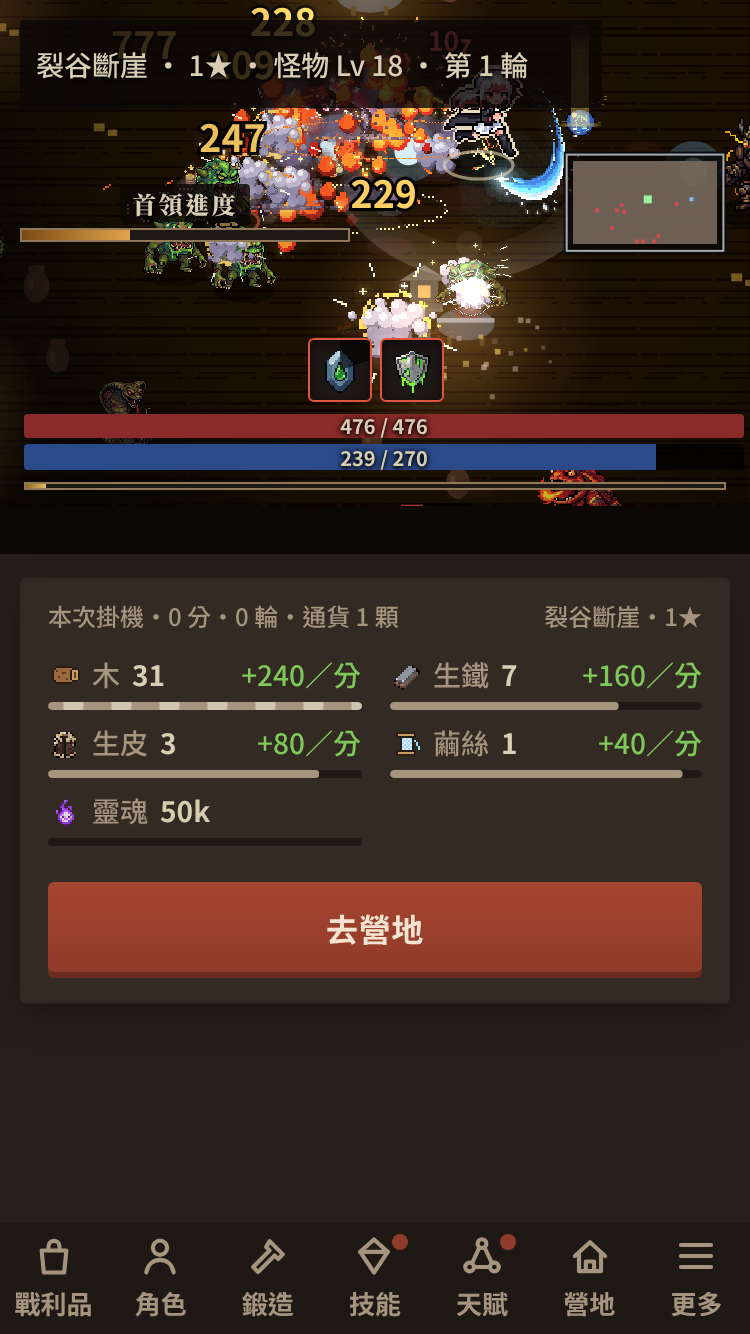 228
777
209
107
裂谷斷崖 · 1★ · 怪物 Lv 18 · 第 1 輪
247
229
首領進度
476 / 476
239 / 270
本次掛機·0 分·0 輪·通貨 1 顆
裂谷斷崖·1★
木 31 +240／分
生鐵 7 +160／分
生皮 3 +80／分
繭絲 1 +40／分
靈魂 50k
去營地
戰利品 角色 鍛造 技能 天賦 營地 更多